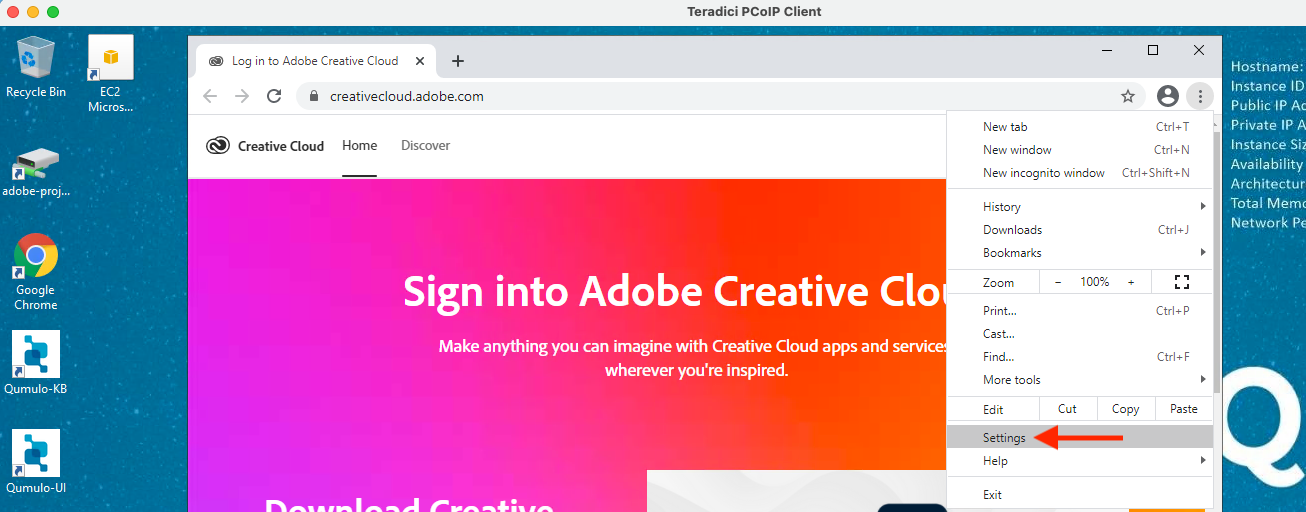 Teradici PCoIP Client
Recycle Bin
EC2
Micros...
adobe-proj...
Google
Chrome
Qumulo-KB
Qumulo-UI
Log in to Adobe Creative Cloud
creativecloud.adobe.com
Creative Cloud Home Discover
Sign into Adobe Creative Clou
Make anything you can imagine with Creative Cloud apps and services
wherever you're inspired.
Download Creative
New tab Ctrl+T
New window Ctrl+N
New incognito window Ctrl+Shift+N
History
Downloads Ctrl+J
Bookmarks
Zoom – 100% +
Print... Ctrl+P
Cast...
Find... Ctrl+F
More tools
Edit Cut Copy Paste
Settings
Help
Exit
Hostname:
Instance ID
Public IP Ad
Private IP A
Instance Siz
Availability
Architectur
Total Memo
Network Pe
Q